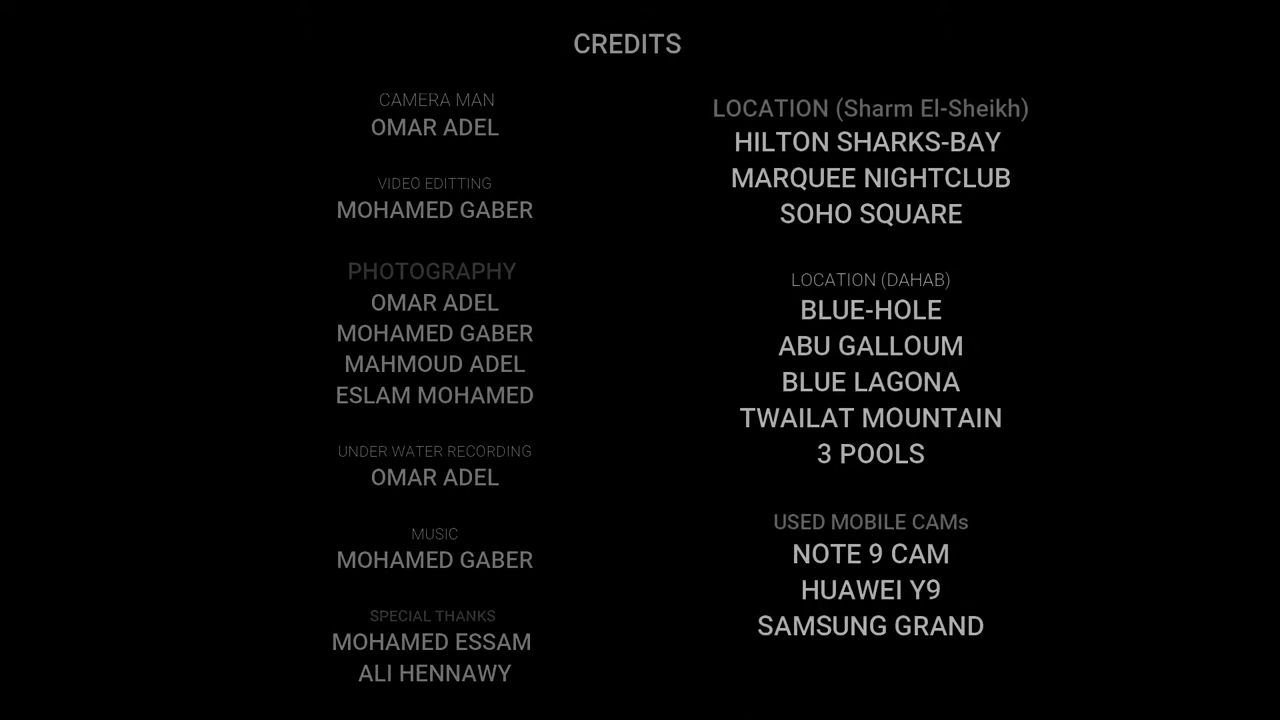 CREDITS
CAMERA MAN
OMAR ADEL
VIDEO EDITTING
MOHAMED GABER
PHOTOGRAPHY
OMAR ADEL
MOHAMED GABER
MAHMOUD ADEL
ESLAM MOHAMED
UNDER WATER RECORDING
OMAR ADEL
MUSIC
MOHAMED GABER
SPECIAL THANKS
MOHAMED ESSAM
ALI HENNAWY
LOCATION (Sharm El-Sheikh)
HILTON SHARKS-BAY
MARQUEE NIGHTCLUB
SOHO SQUARE
LOCATION (DAHAB)
BLUE-HOLE
ABU GALLOUM
BLUE LAGONA
TWAILAT MOUNTAIN
3 POOLS
USED MOBILE CAMs
NOTE 9 CAM
HUAWEI Y9
SAMSUNG GRAND